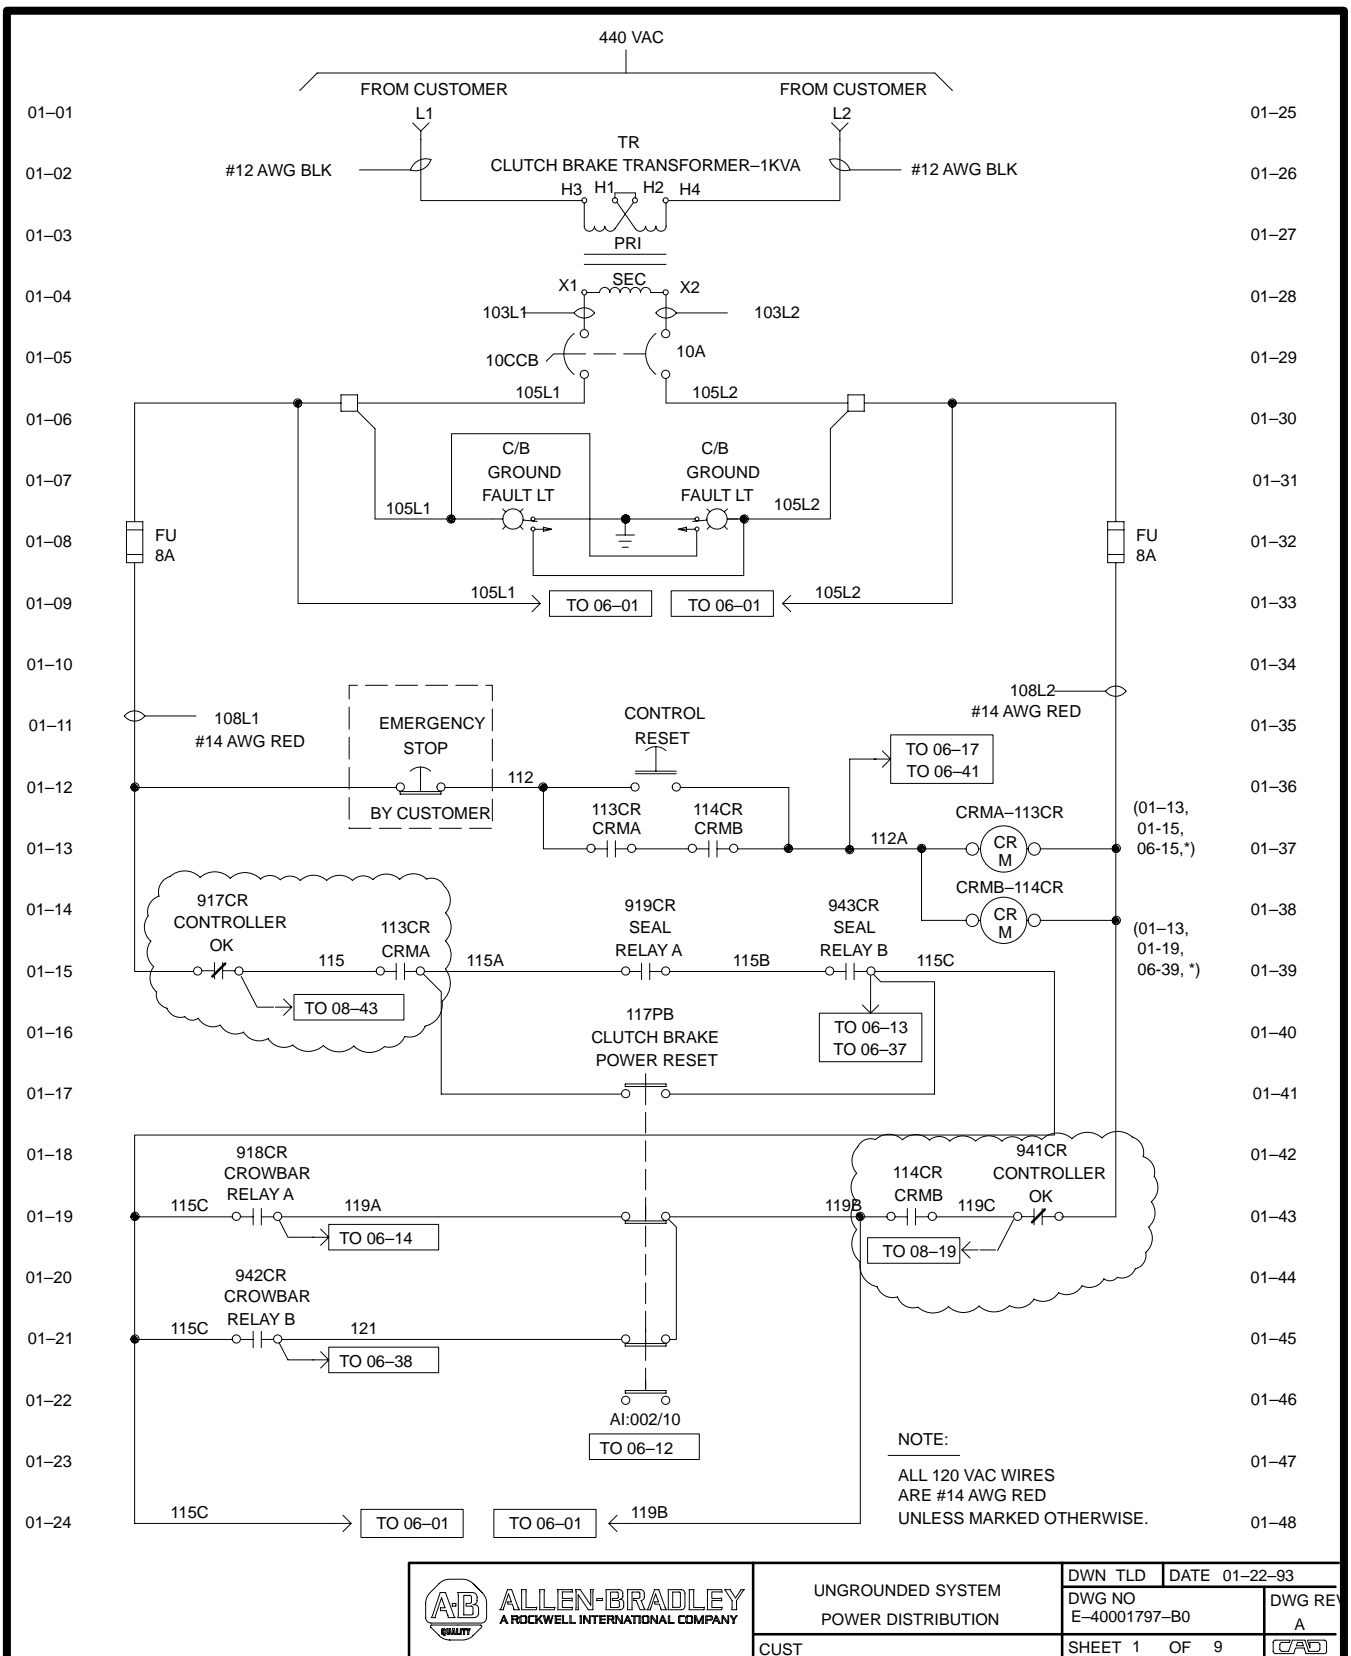 440 VAC
FROM CUSTOMER FROM CUSTOMER
01–01 L1 L2 01–25
TR
CLUTCH BRAKE TRANSFORMER–1KVA
01–02 #12 AWG BLK #12 AWG BLK 01–26
H3 H1 H2 H4
01–03 PRI 01–27
SEC
01–04 X1 X2 01–28
103L1 103L2
01–05 10CCB 10A 01–29
105L1 105L2
01–06 01–30
C/B C/B
GROUND GROUND
01–07 FAULT LT FAULT LT 01–31
105L1 105L2
01–08 FU FU 01–32
8A 8A
105L1 105L2
01–09 TO 06–01 TO 06–01 01–33
01–10 01–34
108L2
#14 AWG RED
01–11 108L1 EMERGENCY CONTROL 01–35
#14 AWG RED STOP RESET
TO 06–17
TO 06–41
01–12 112 01–36
BY CUSTOMER 113CR 114CR CRMA–113CR (01–13,
CRMA CRMB 01-15,
01–13 112A CR 06-15,*) 01–37
M
CRMB–114CR
01–14 917CR 919CR 943CR CR 01–38
CONTROLLER 113CR SEAL SEAL M (01–13,
OK CRMA RELAY A RELAY B 01-19,
01–15 115 115A 115B 115C 06-39, *) 01–39
TO 08–43
01–16 117PB TO 06–13 01–40
CLUTCH BRAKE TO 06–37
POWER RESET
01–17 01–41
01–18 918CR 941CR 01–42
CROWBAR 114CR CONTROLLER
RELAY A CRMB OK
01–19 115C 119A 119B 119C 01–43
TO 06–14 TO 08–19
01–20 942CR 01–44
CROWBAR
RELAY B
01–21 115C 121 01–45
TO 06–38
01–22 01–46
AI:002/10
TO 06–12
NOTE:
01–23 01–47
ALL 120 VAC WIRES
ARE #14 AWG RED
UNLESS MARKED OTHERWISE.
01–24 115C TO 06–01 TO 06–01 119B 01–48
A-B
QUALITY
ALLEN-BRADLEY
A ROCKWELL INTERNATIONAL COMPANY
UNGROUNDED SYSTEM
POWER DISTRIBUTION
CUST
DWN TLD DATE 01–22–93
DWG NO DWG REV
E–40001797–B0 A
SHEET 1 OF 9 CAD